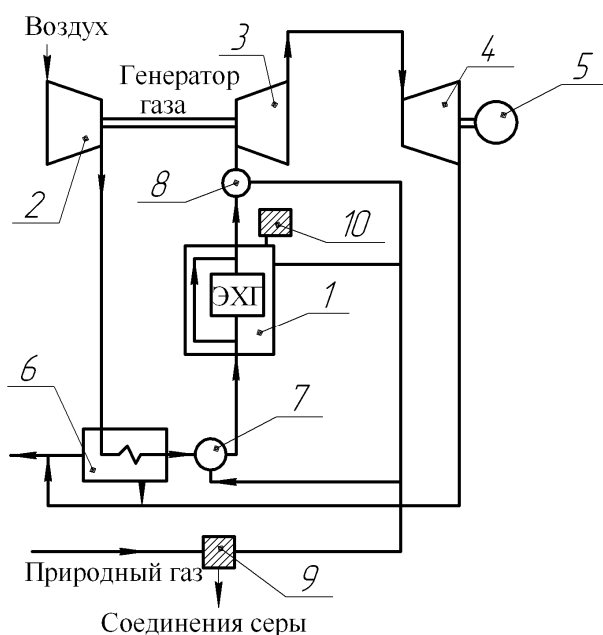 Воздух
3
4
5
Генератор
газа
2
8
10
ЭХГ
1
6
7
Природный газ
9
Соединения серы